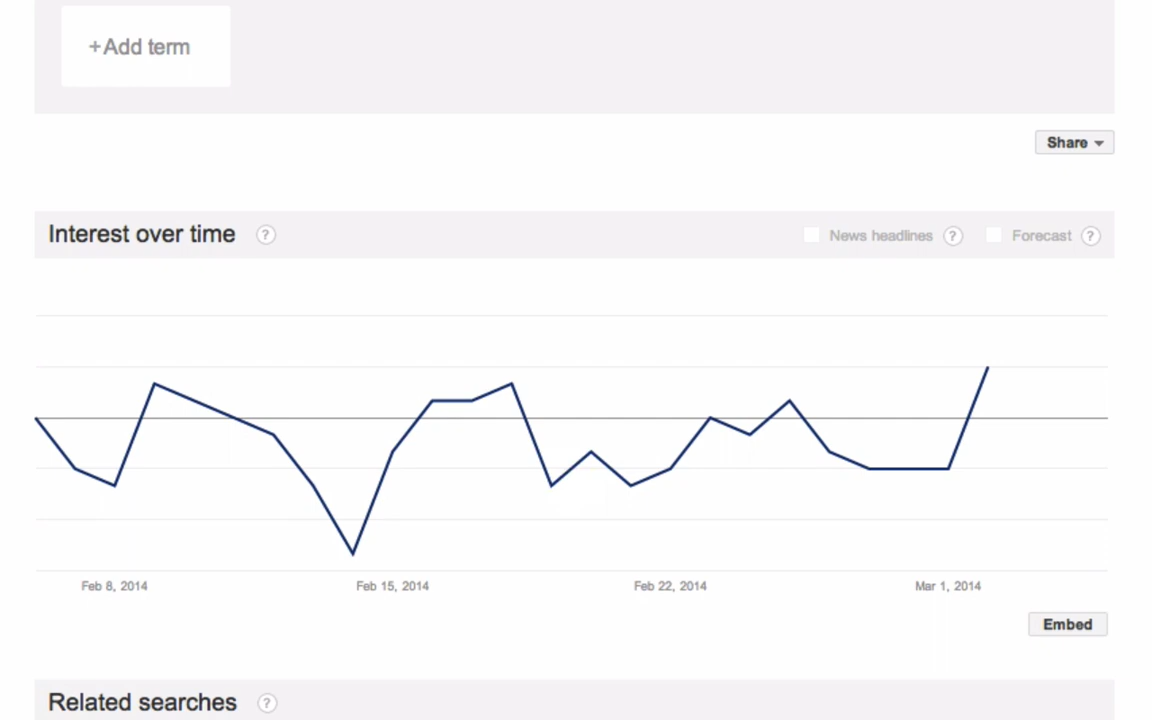 +Add term
Share
Interest over time ?
News headlines ? Forecast ?
Feb 8, 2014 Feb 15, 2014 Feb 22, 2014 Mar 1, 2014
Embed
Related searches ?